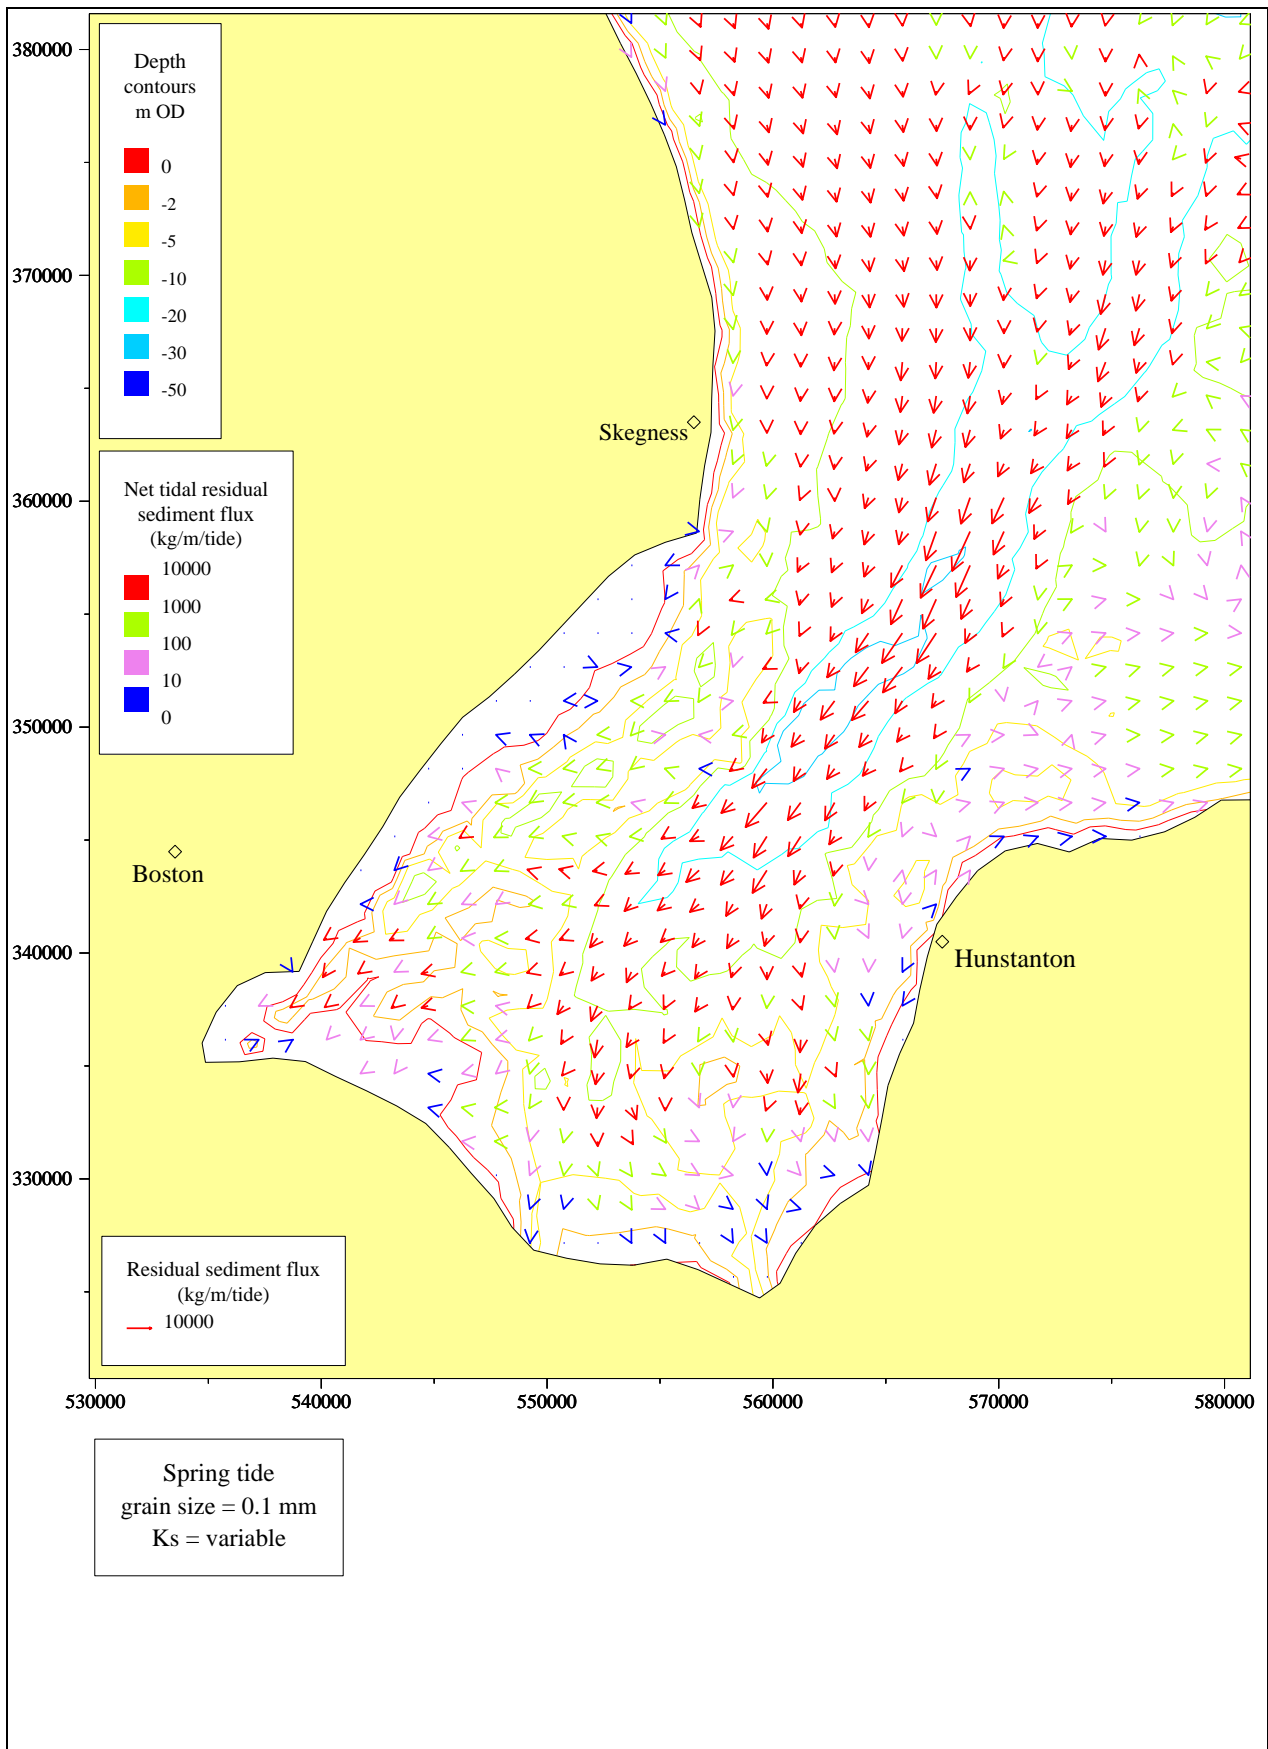 Depth
contours
m OD
0
-2
-5
-10
-20
-30
-50
Net tidal residual
sediment flux
(kg/m/tide)
10000
1000
100
10
0
Residual sediment flux
(kg/m/tide)
10000
380000
370000
360000
350000
340000
330000
Skegness
Boston
Hunstanton
530000
540000
550000
560000
570000
580000
Spring tide
grain size = 0.1 mm
Ks = variable